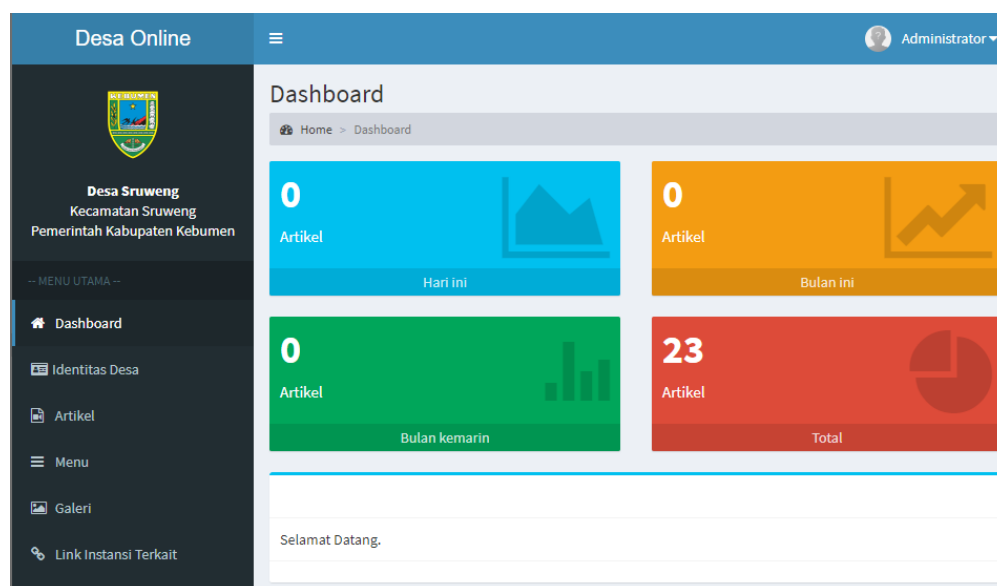 Desa Online
Administrator
KEBUMEN
Desa Sruweng
Kecamatan Sruweng
Pemerintah Kabupaten Kebumen
-- MENU UTAMA --
Dashboard
Identitas Desa
Artikel
Menu
Galeri
Link Instansi Terkait
Dashboard
Home > Dashboard
0
Artikel
Hari ini
0
Artikel
Bulan ini
0
Artikel
Bulan kemarin
23
Artikel
Total
Selamat Datang.